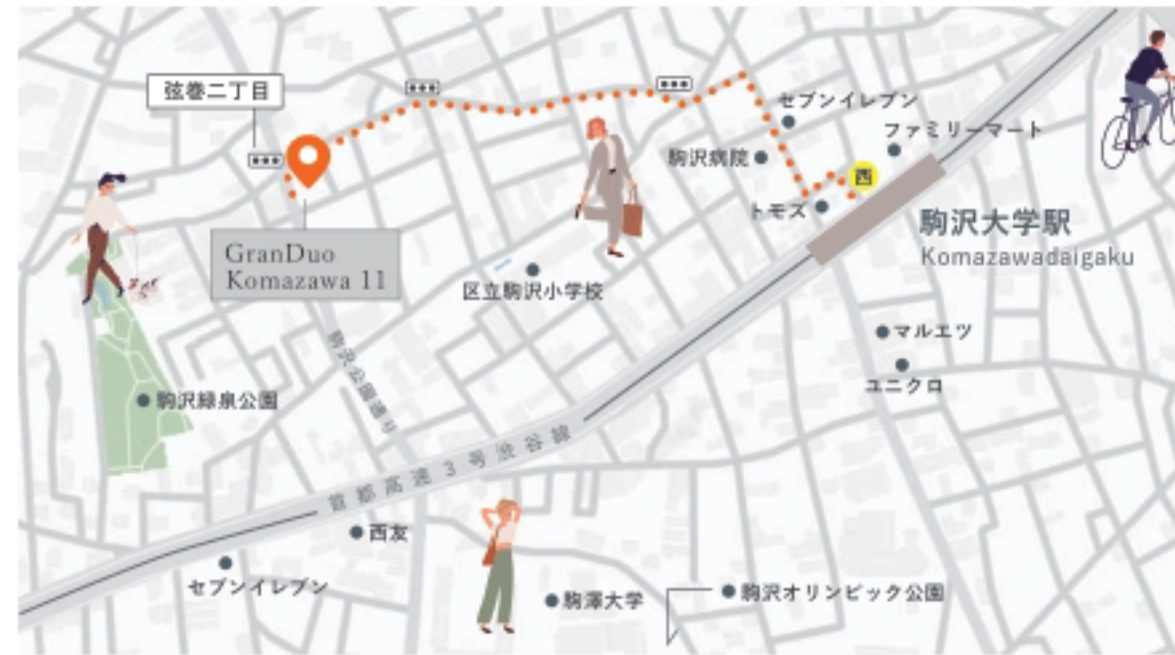 弦巻二丁目
セブンイレブン
ファミリーマート
駒沢病院
西
トモズ
駒沢大学駅
Komazawadaigaku
GranDuo
Komazawa 11
区立駒沢小学校
マルエツ
ユニクロ
駒沢公園通り
駒沢緑泉公園
首都高速3号渋谷線
西友
セブンイレブン
駒澤大学
駒沢オリンピック公園